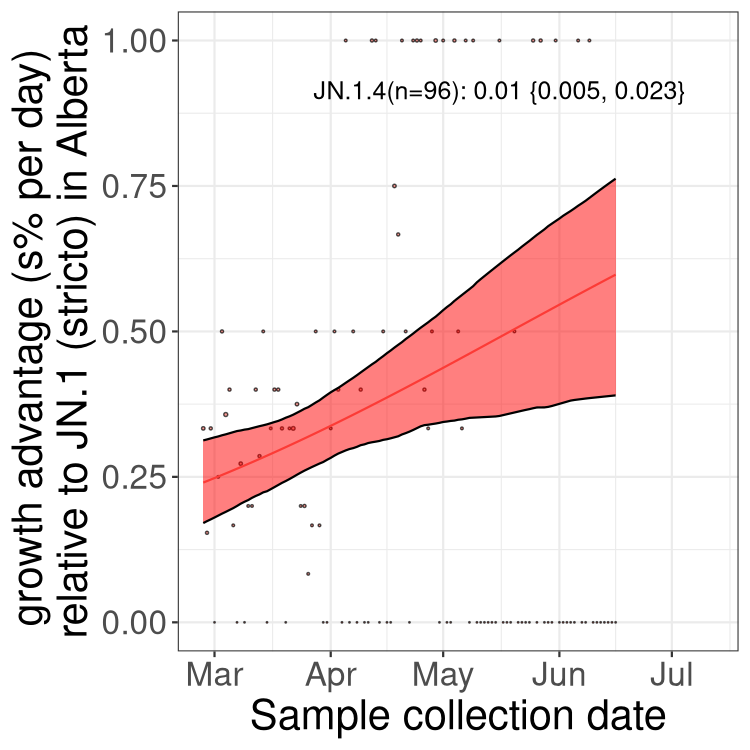 growth advantage (s% per day)
relative to JN.1 (stricto) in Alberta
1.00
0.75
0.50
0.25
0.00
JN.1.4(n=96): 0.01 {0.005, 0.023}
Mar Apr May Jun Jul
Sample collection date